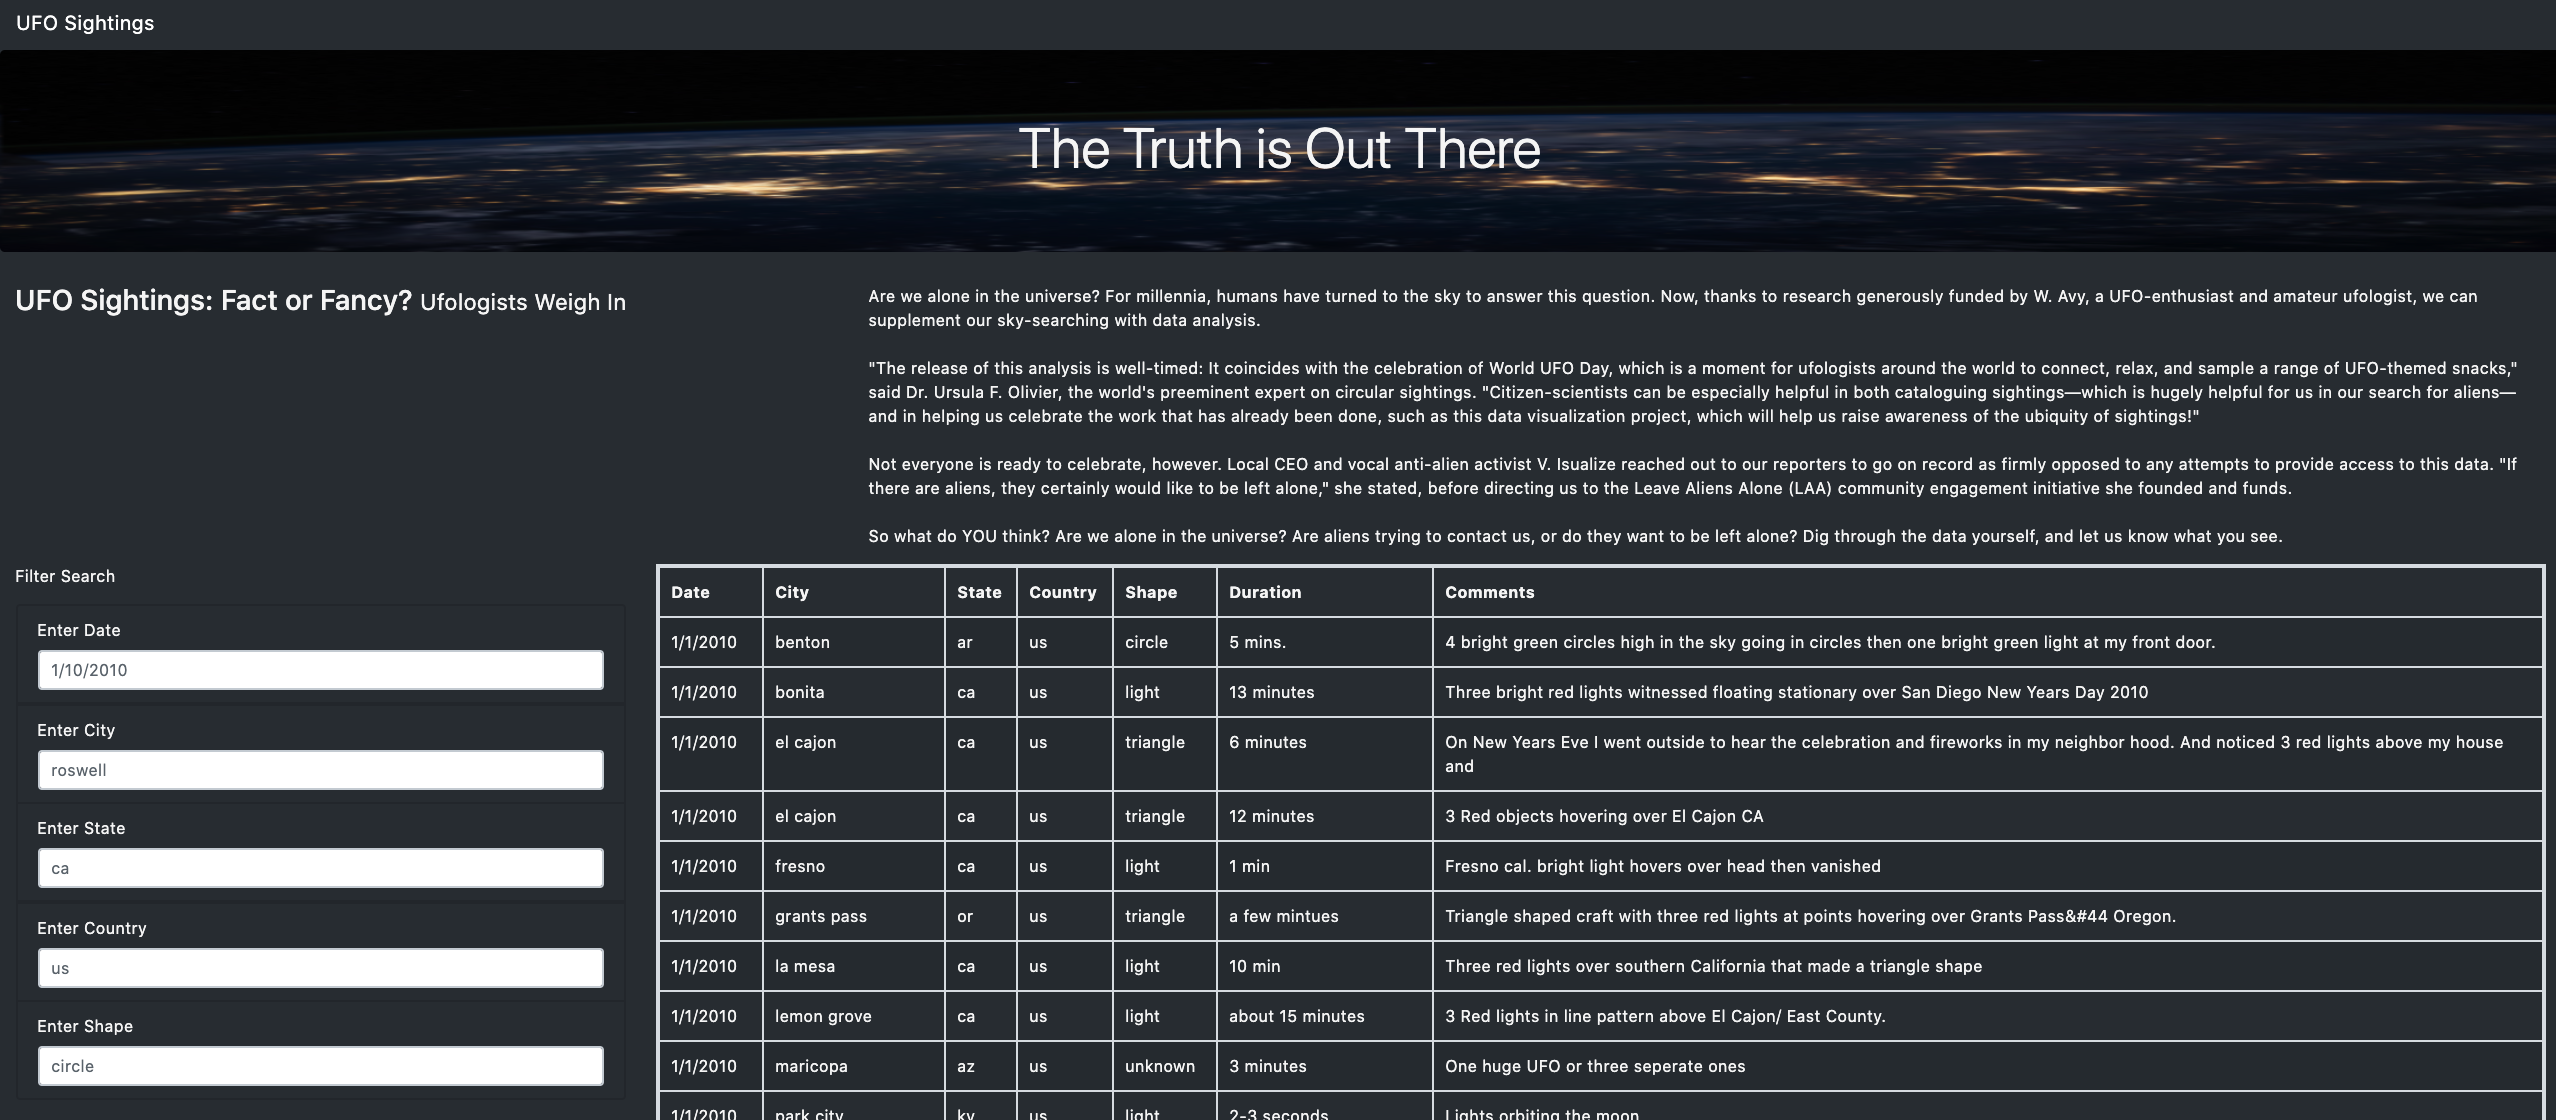 UFO Sightings
The Truth is Out There
UFO Sightings: Fact or Fancy? Ufologists Weigh In
Are we alone in the universe? For millennia, humans have turned to the sky to answer this question. Now, thanks to research generously funded by W. Avy, a UFO-enthusiast and amateur ufologist, we can
supplement our sky-searching with data analysis.
"The release of this analysis is well-timed: It coincides with the celebration of World UFO Day, which is a moment for ufologists around the world to connect, relax, and sample a range of UFO-themed snacks,"
said Dr. Ursula F. Olivier, the world's preeminent expert on circular sightings. "Citizen-scientists can be especially helpful in both cataloguing sightings—which is hugely helpful for us in our search for aliens—
and in helping us celebrate the work that has already been done, such as this data visualization project, which will help us raise awareness of the ubiquity of sightings!"
Not everyone is ready to celebrate, however. Local CEO and vocal anti-alien activist V. Isualize reached out to our reporters to go on record as firmly opposed to any attempts to provide access to this data. "If
there are aliens, they certainly would like to be left alone," she stated, before directing us to the Leave Aliens Alone (LAA) community engagement initiative she founded and funds.
So what do YOU think? Are we alone in the universe? Are aliens trying to contact us, or do they want to be left alone? Dig through the data yourself, and let us know what you see.
Filter Search
Enter Date
1/10/2010
Enter City
roswell
Enter State
ca
Enter Country
us
Enter Shape
circle
Date City State Country Shape Duration Comments
1/1/2010 benton ar us circle 5 mins. 4 bright green circles high in the sky going in circles then one bright green light at my front door.
1/1/2010 bonita ca us light 13 minutes Three bright red lights witnessed floating stationary over San Diego New Years Day 2010
1/1/2010 el cajon ca us triangle 6 minutes On New Years Eve I went outside to hear the celebration and fireworks in my neighbor hood. And noticed 3 red lights above my house
and
1/1/2010 el cajon ca us triangle 12 minutes 3 Red objects hovering over El Cajon CA
1/1/2010 fresno ca us light 1 min Fresno cal. bright light hovers over head then vanished
1/1/2010 grants pass or us triangle a few mintues Triangle shaped craft with three red lights at points hovering over Grants Pass&#44 Oregon.
1/1/2010 la mesa ca us light 10 min Three red lights over southern California that made a triangle shape
1/1/2010 lemon grove ca us light about 15 minutes 3 Red lights in line pattern above El Cajon/ East County.
1/1/2010 maricopa az us unknown 3 minutes One huge UFO or three seperate ones
1/1/2010 park city ky us light 2-3 seconds Lights orbiting the moon